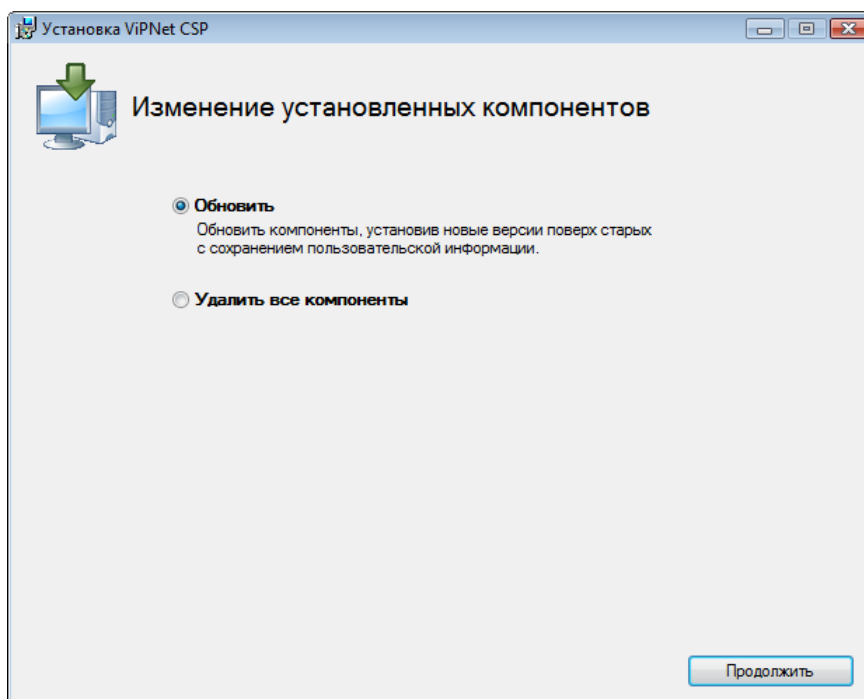 Установка ViPNet CSP
Изменение установленных компонентов
Обновить
Обновить компоненты, установив новые версии поверх старых
с сохранением пользовательской информации.
Удалить все компоненты
Продолжить